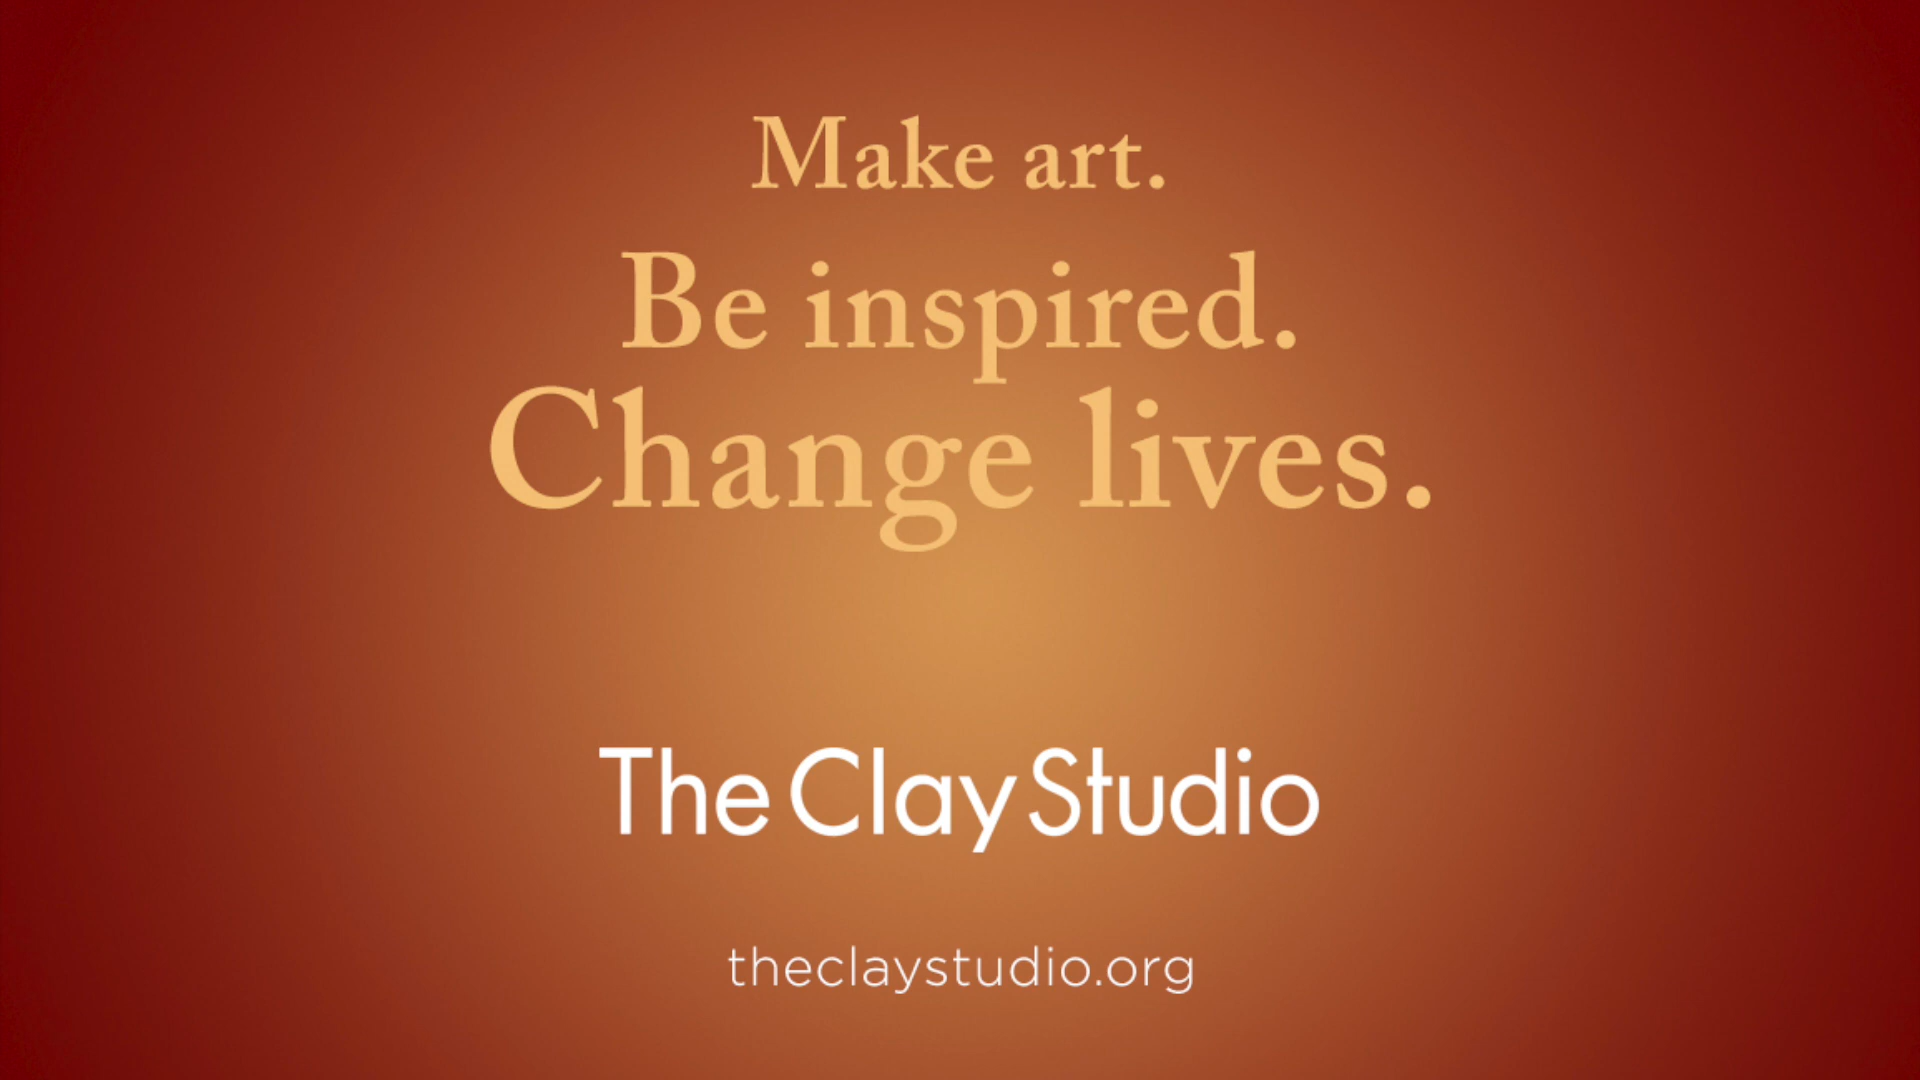 Make art.
Be inspired.
Change lives.
The Clay Studio
theclaystudio.org